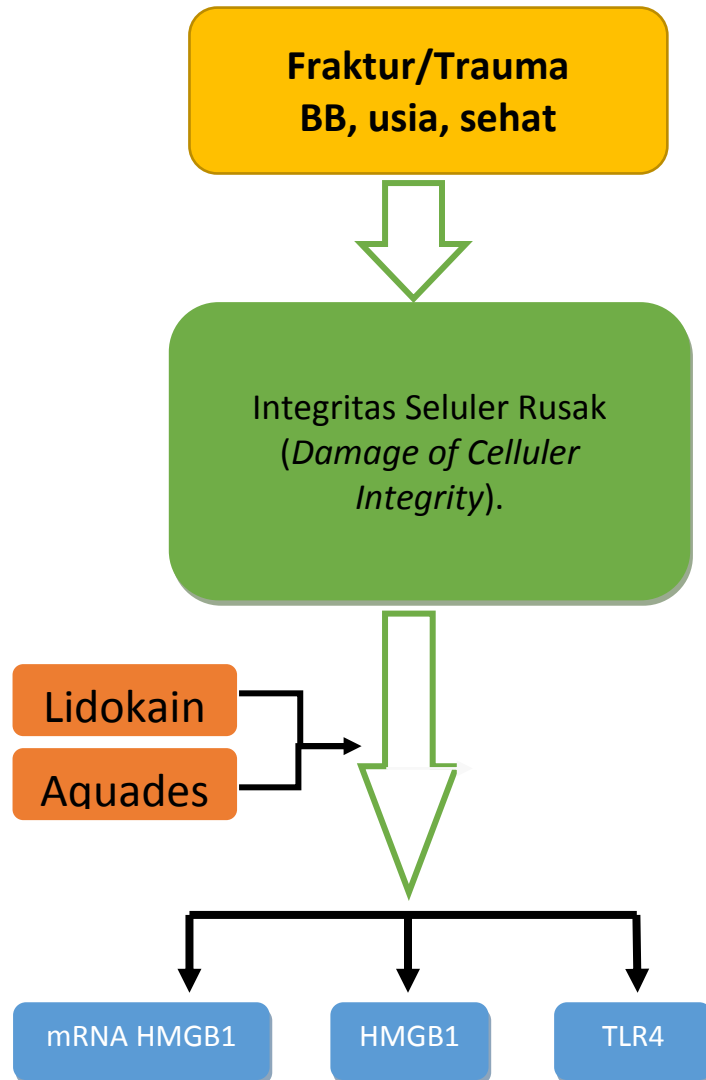 Fraktur/Trauma
BB, usia, sehat
Integritas Seluler Rusak
(Damage of Celluler
Integrity).
Lidokain
Aquades
mRNA HMGB1
HMGB1
TLR4